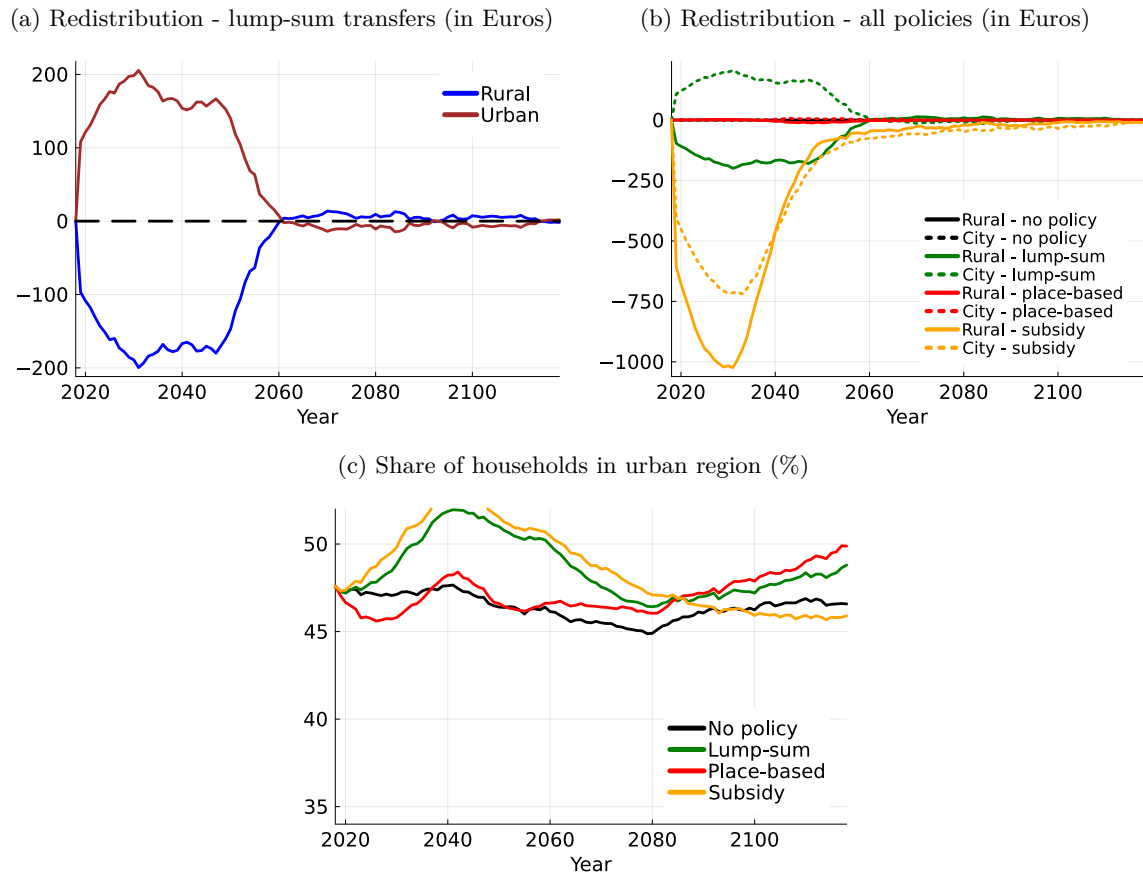 (a) Redistribution - lump-sum transfers (in Euros)
200
100
0
−100
−200
2020 2040 2060 2080 2100
Year
Rural
Urban
(b) Redistribution - all policies (in Euros)
0
−250
−500
−750
−1000
2020 2040 2060 2080 2100
Year
Rural - no policy
City - no policy
Rural - lump-sum
City - lump-sum
Rural - place-based
City - place-based
Rural - subsidy
City - subsidy
(c) Share of households in urban region (%)
50
45
40
35
2020 2040 2060 2080 2100
Year
No policy
Lump-sum
Place-based
Subsidy